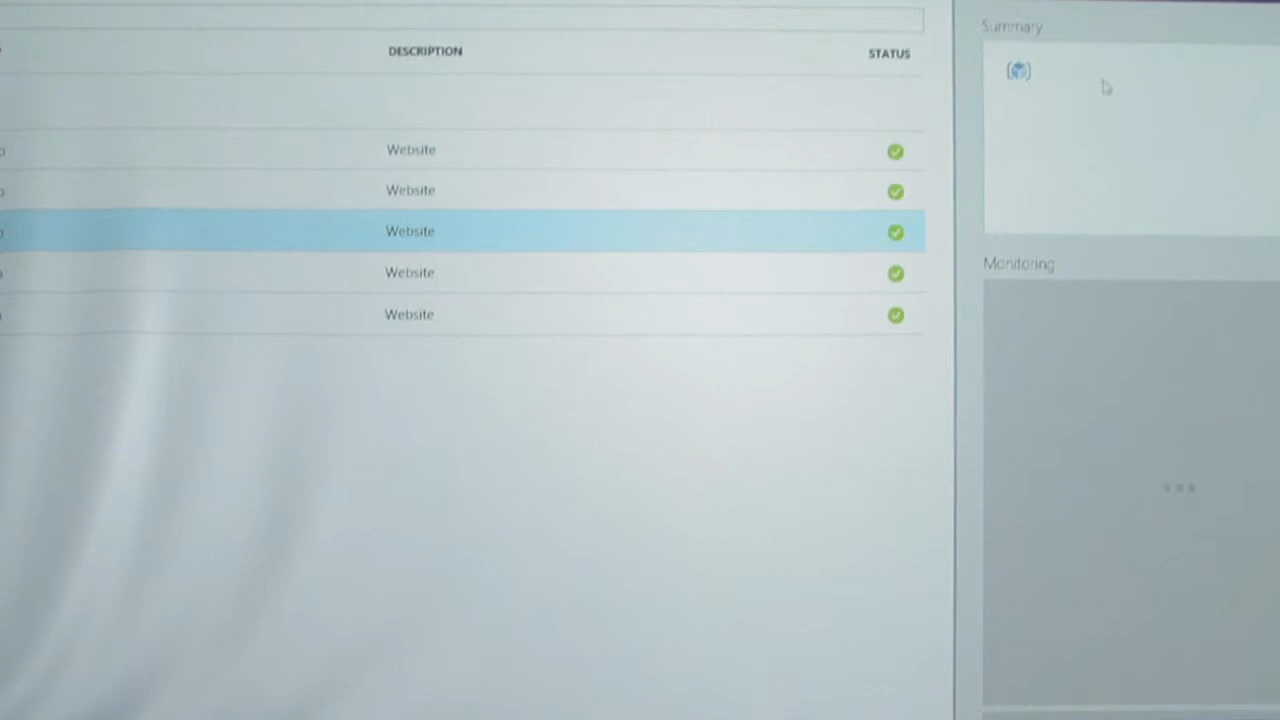 DESCRIPTION STATUS
Website
Website
Website
Website
Website
Summary
Monitoring